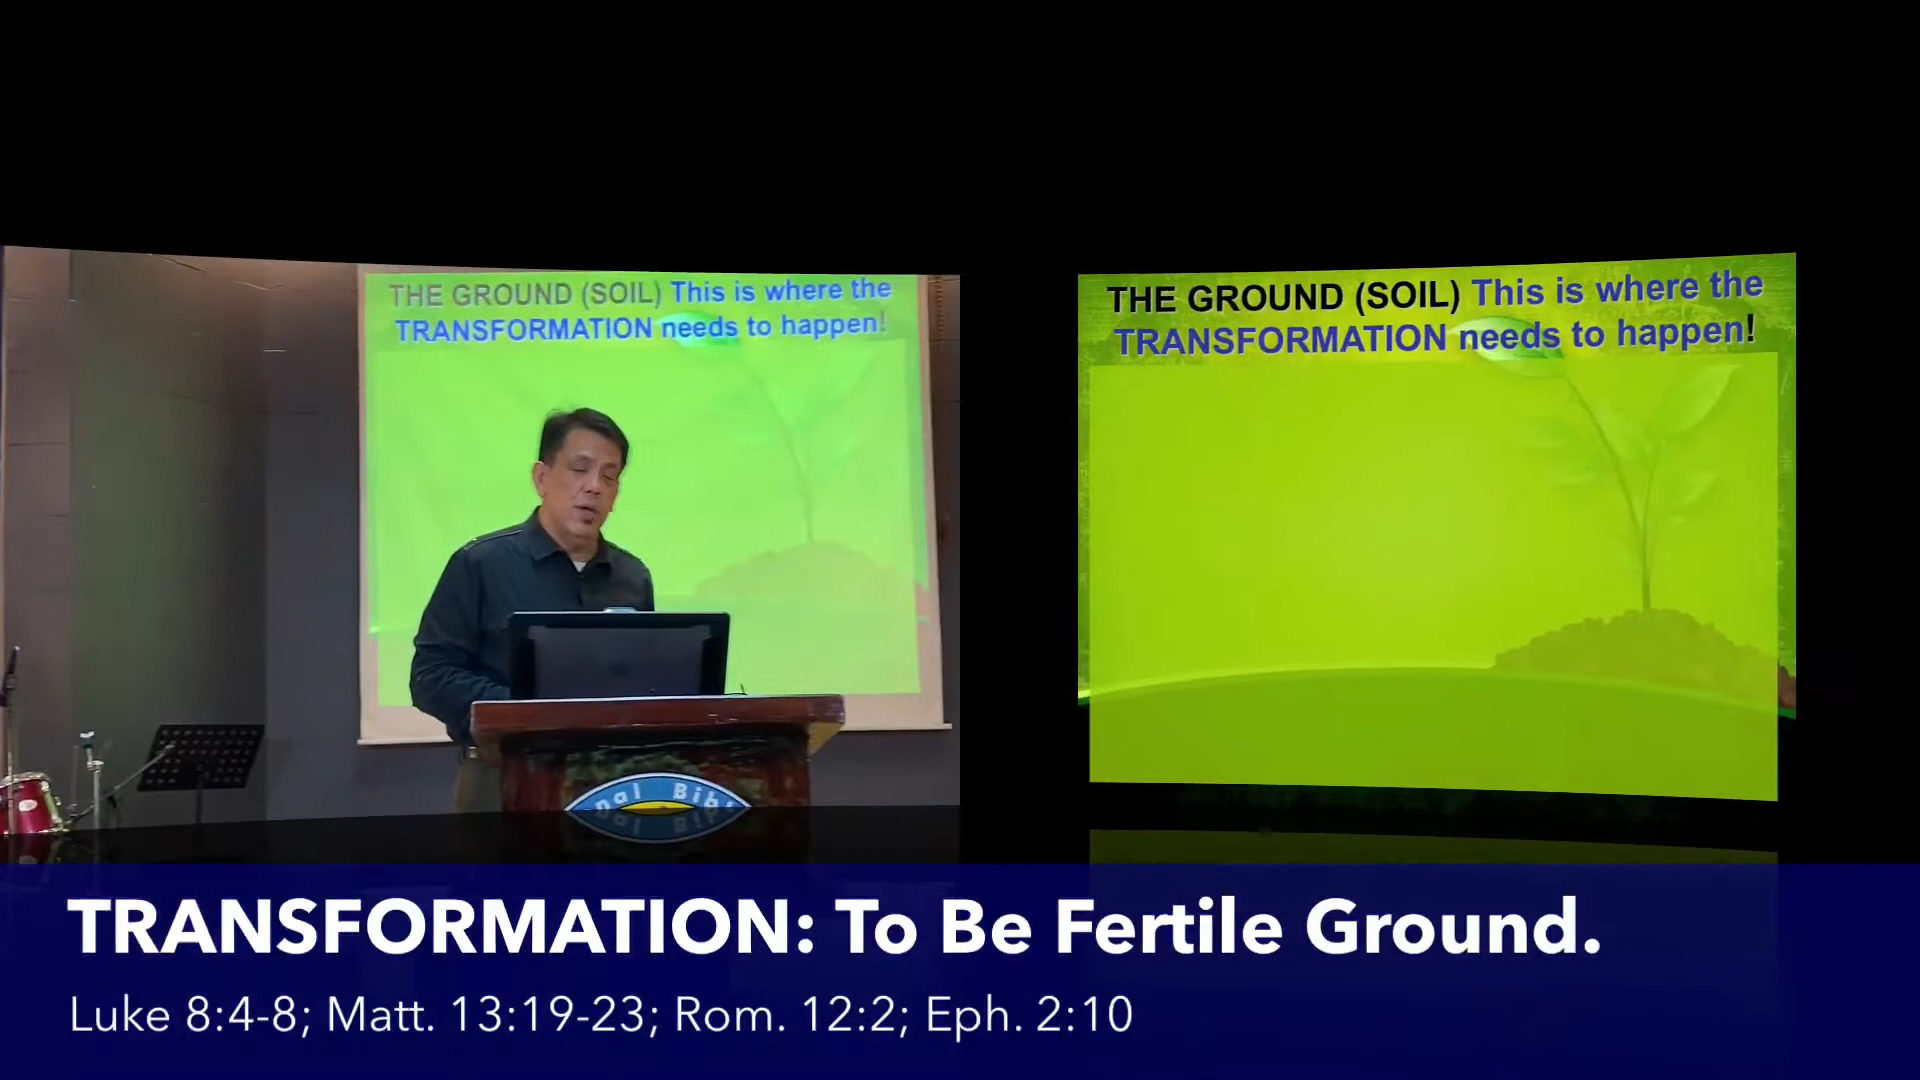 THE GROUND (SOIL) This is where the
TRANSFORMATION needs to happen!
THE GROUND (SOIL) This is where the
TRANSFORMATION needs to happen!
nal Bibl
TRANSFORMATION: To Be Fertile Ground.
Luke 8:4-8; Matt. 13:19-23; Rom. 12:2; Eph. 2:10